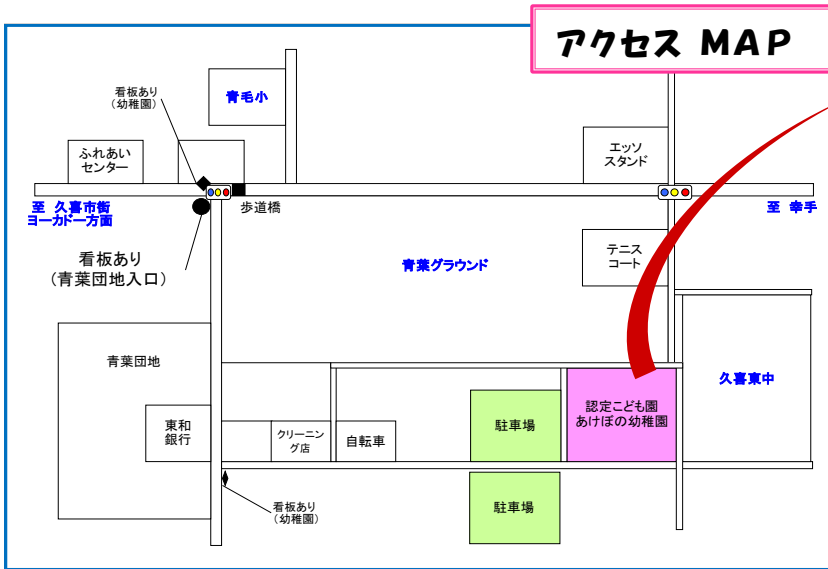 アクセス MAP
看板あり
(幼稚園)
青毛小
ふれあい
センター
エッソ
スタンド
至 久喜市街
ヨーカドー方面
歩道橋
至 幸手
看板あり
(青葉団地入口)
青葉グラウンド
テニス
コート
青葉団地
久喜東中
東和
銀行
クリーニン
グ店
自転車
駐車場
認定こども園
あけぼの幼稚園
看板あり
(幼稚園)
駐車場